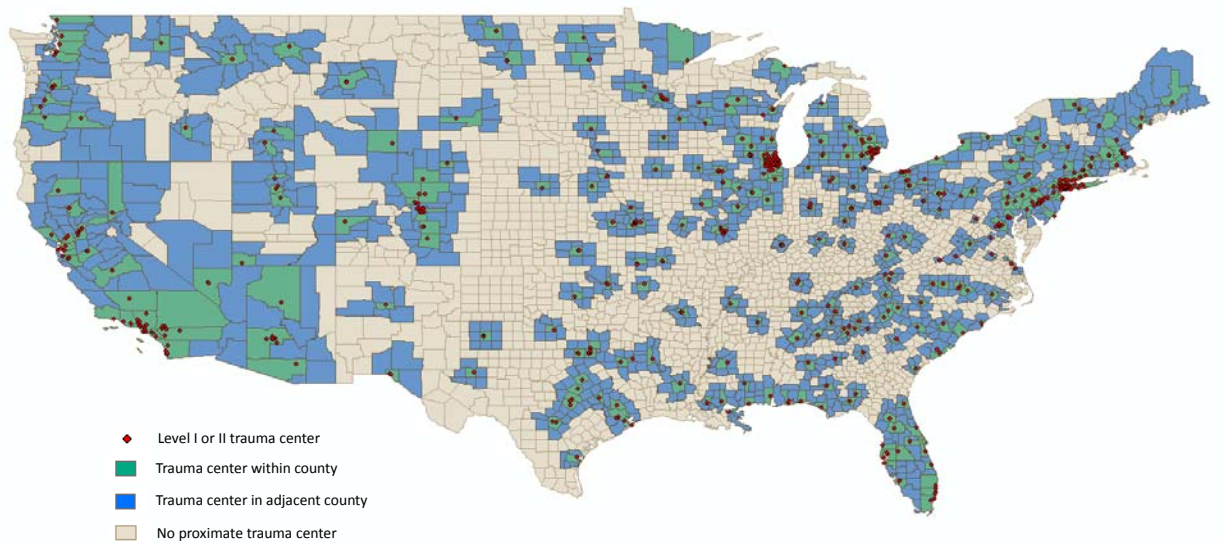 Level I or II trauma center
Trauma center within county
Trauma center in adjacent county
No proximate trauma center